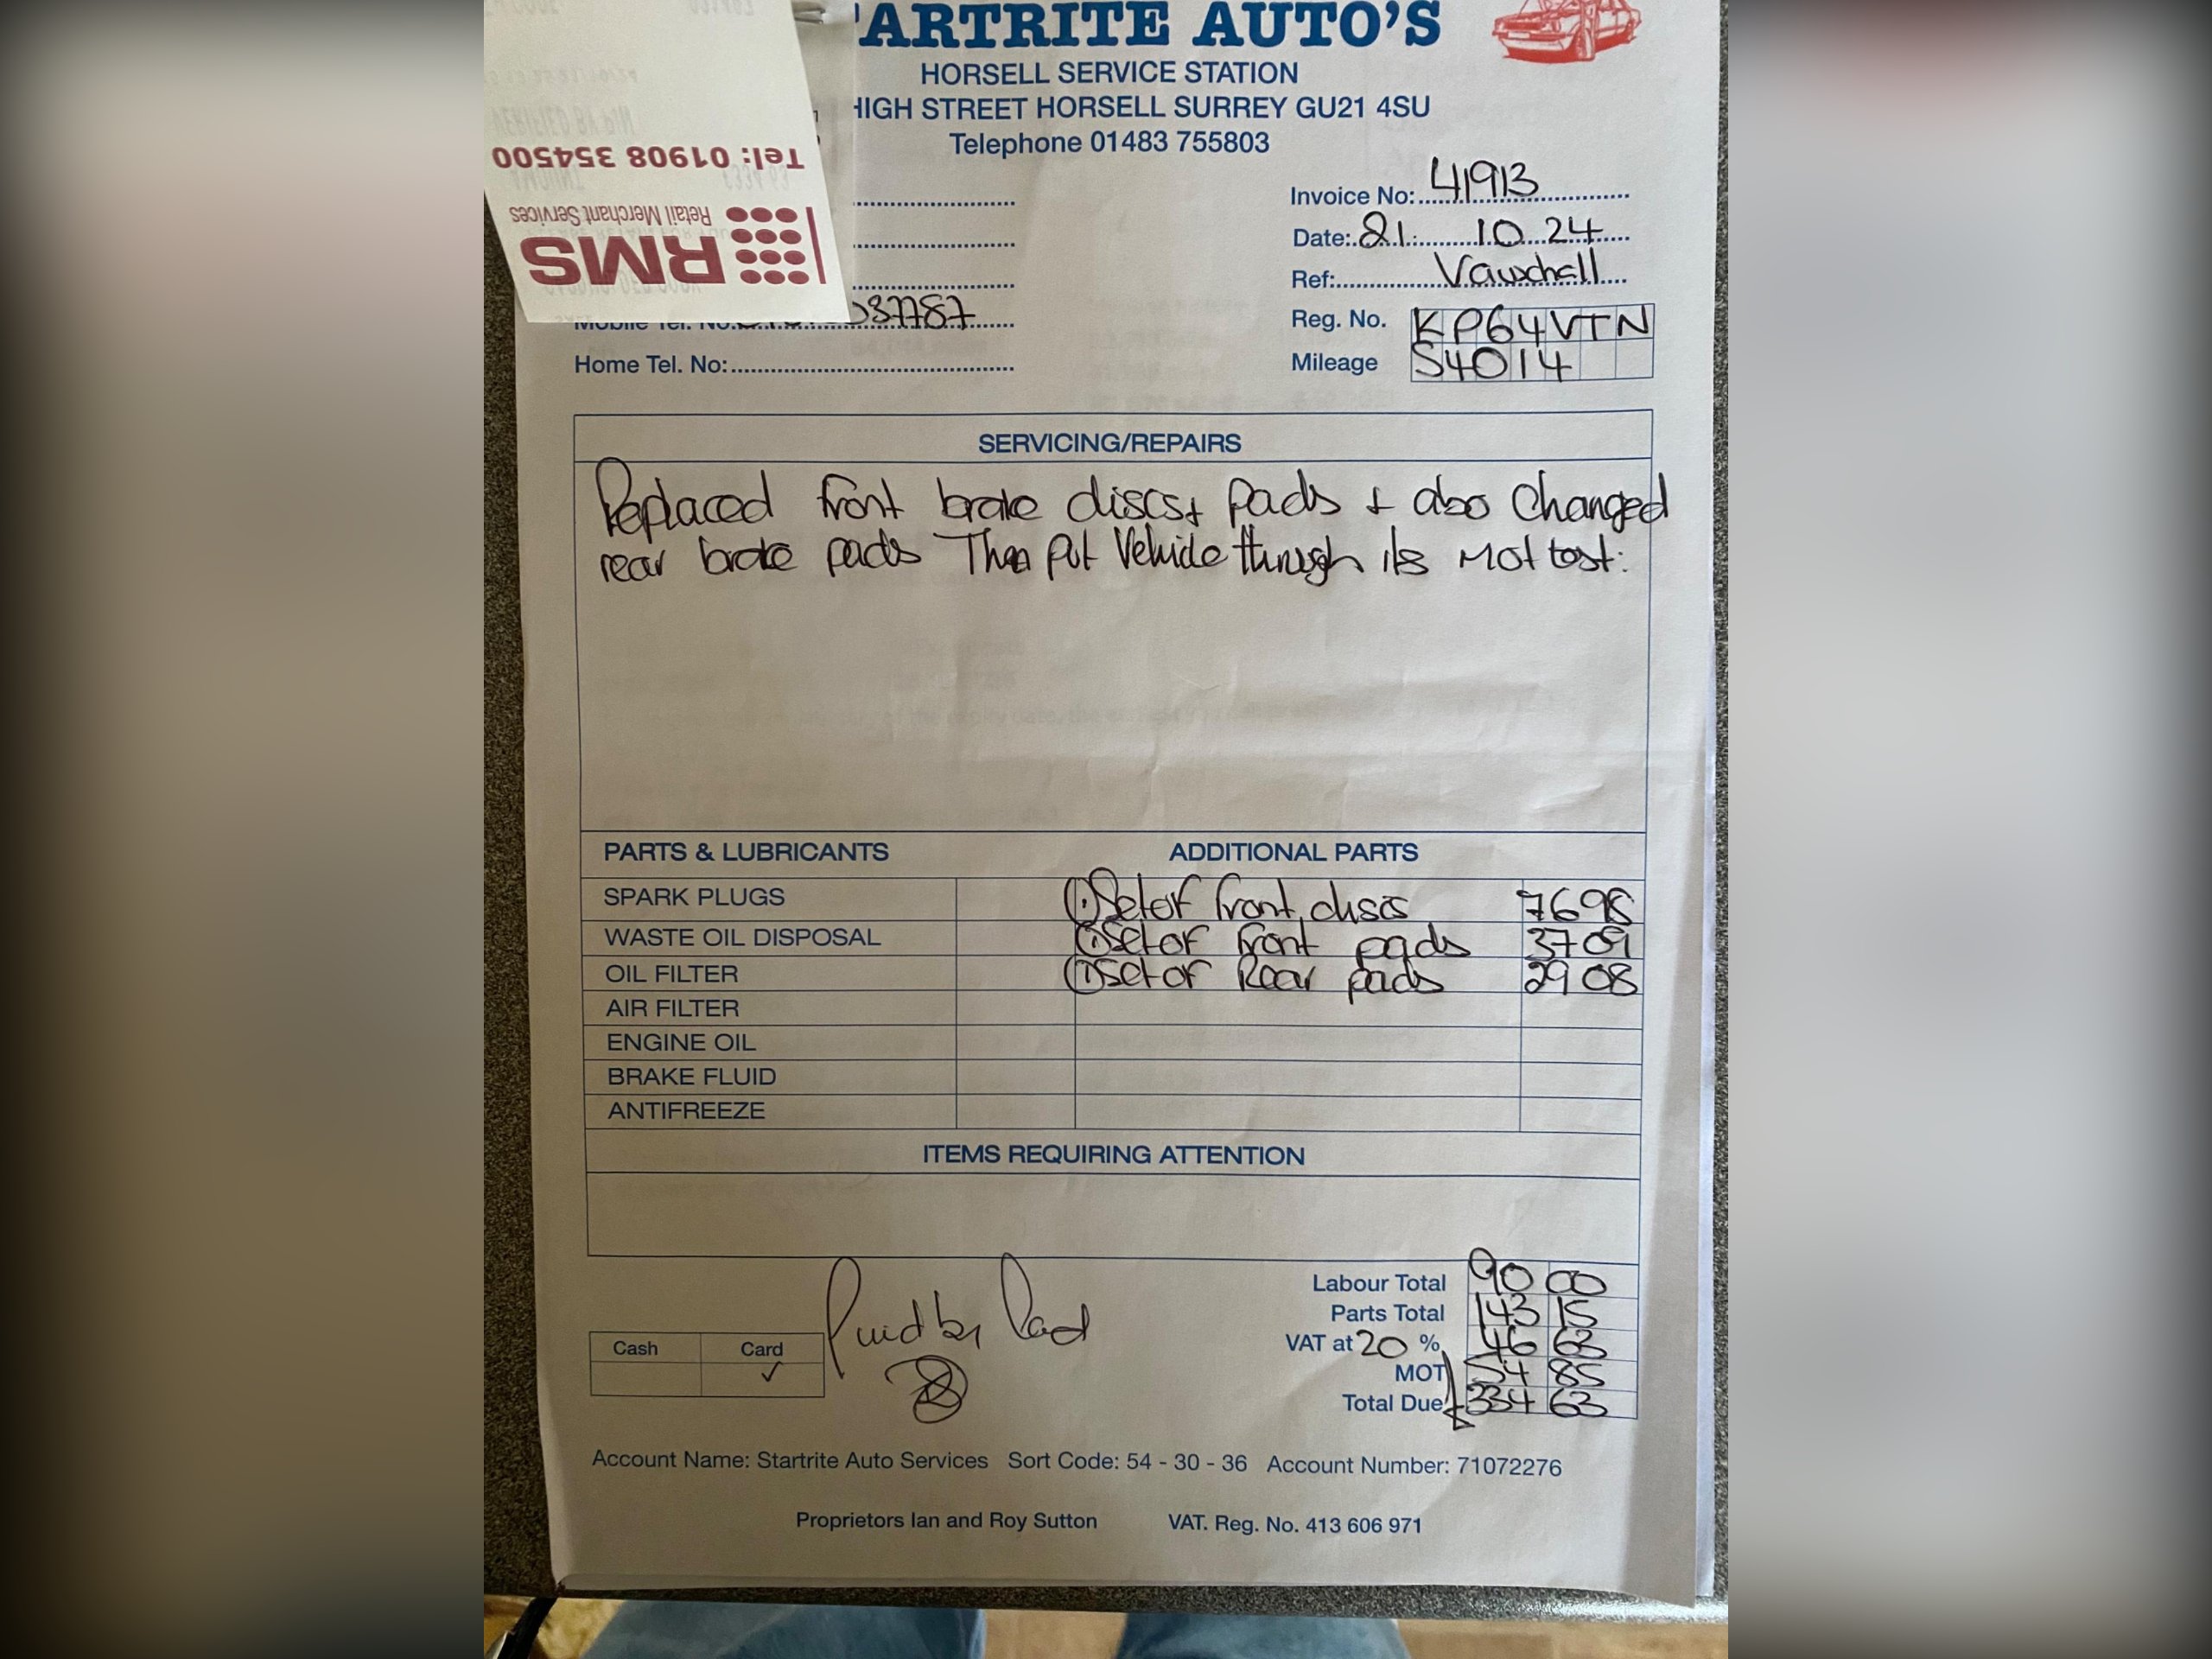 'ARTRITE AUTO'S
HORSELL SERVICE STATION
HIGH STREET HORSELL SURREY GU21 4SU
Telephone 01483 755803
Tel: 01908 354500
Retail Merchant Services
RMS
Invoice No: 41913
Date: 21. 10. 24
Ref: Vauxhall
Mobile Tel. No 037787
Reg. No. KP64VTN
Home Tel. No:
Mileage 54014
SERVICING/REPAIRS
Replaced front brake discs + pads + also changed
rear brake pads Then put vehicle through its MOT test.
PARTS & LUBRICANTS ADDITIONAL PARTS
SPARK PLUGS ① Set of front discs 76 98
WASTE OIL DISPOSAL ① Set of front pads 37 09
OIL FILTER ① Set of Rear pads 29 08
AIR FILTER
ENGINE OIL
BRAKE FLUID
ANTIFREEZE
ITEMS REQUIRING ATTENTION
Labour Total 90 00
Parts Total 143 15
VAT at 20 % 46 63
MOT 54 85
Total Due £334 63
Cash Card
✓
Paid by Card
Account Name: Startrite Auto Services Sort Code: 54 - 30 - 36 Account Number: 71072276
Proprietors Ian and Roy Sutton VAT. Reg. No. 413 606 971